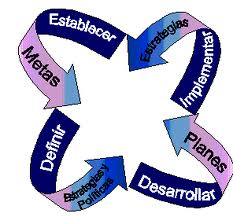 Establecer
Metas
Definir
Estrategias y
Políticas
Desarrollar
Planes
Implementar
Estrategias